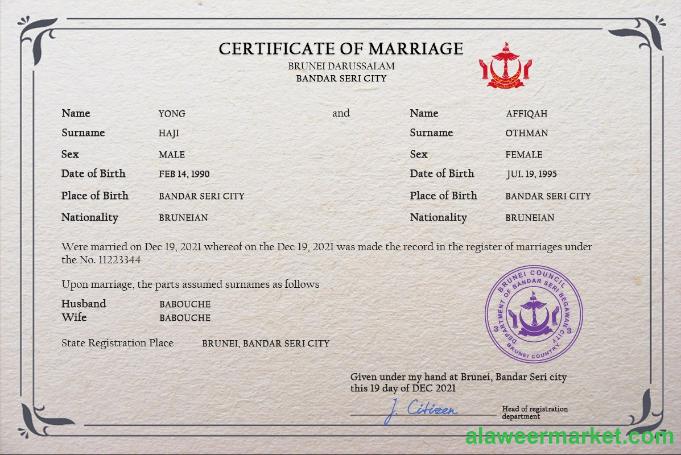 CERTIFICATE OF MARRIAGE
BRUNEI DARUSSALAM
BANDAR SERI CITY
Name YONG and Name AFFIQAH
Surname HAJI Surname OTHMAN
Sex MALE Sex FEMALE
Date of Birth FEB 14, 1990 Date of Birth JUL 19, 1995
Place of Birth BANDAR SERI CITY Place of Birth BANDAR SERI CITY
Nationality BRUNEIAN Nationality BRUNEIAN
Were married on Dec 19, 2021 whereof on the Dec 19, 2021 was made the record in the register of marriages under
the No. 11223344
Upon marriage, the parts assumed surnames as follows
Husband BABOUCHE
Wife BABOUCHE
State Registration Place BRUNEI, BANDAR SERI CITY
BRUNEI COUNCIL
DEPARTMENT OF BANDAR SERI BEGAWAN CITY
BRUNEI COUNTRY
Given under my hand at Brunei, Bandar Seri city
this 19 day of DEC 2021
J. Citizen Head of registration
department
alaweermarket.com